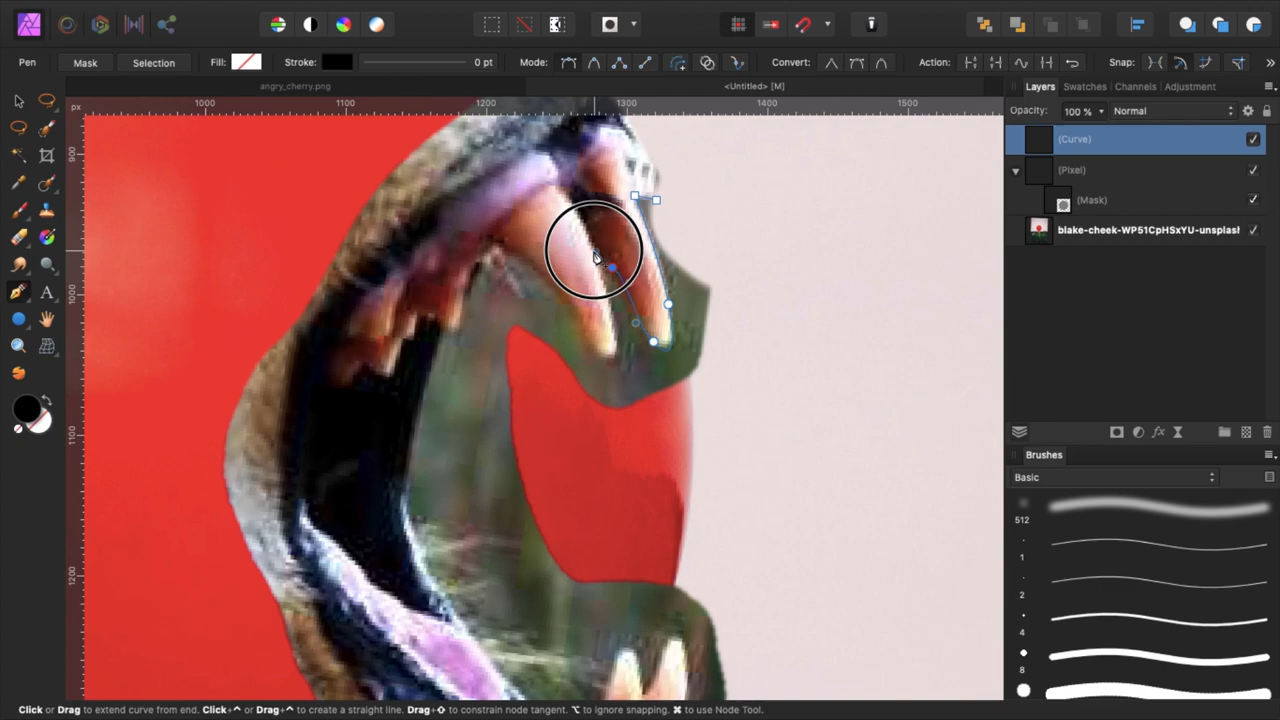 Pen
Mask
Selection
Fill:
Stroke:
0 pt
Mode:
Convert:
Action:
Snap:
angry_cherry.png
<Untitled> [M]
px
1000
1100
1200
1300
1400
1500
900
1000
1100
1200
A
Layers
Swatches
Channels
Adjustment
Opacity:
100 %
Normal
(Curve)
(Pixel)
(Mask)
blake-cheek-WP51CpHSxYU-unsplash
fx
Brushes
Basic
512
1
2
4
8
Click or Drag to extend curve from end. Click+⌃ or Drag+⌃ to create a straight line. Drag+⇧ to constrain node tangent. ⌥ to ignore snapping. ⌘ to use Node Tool.